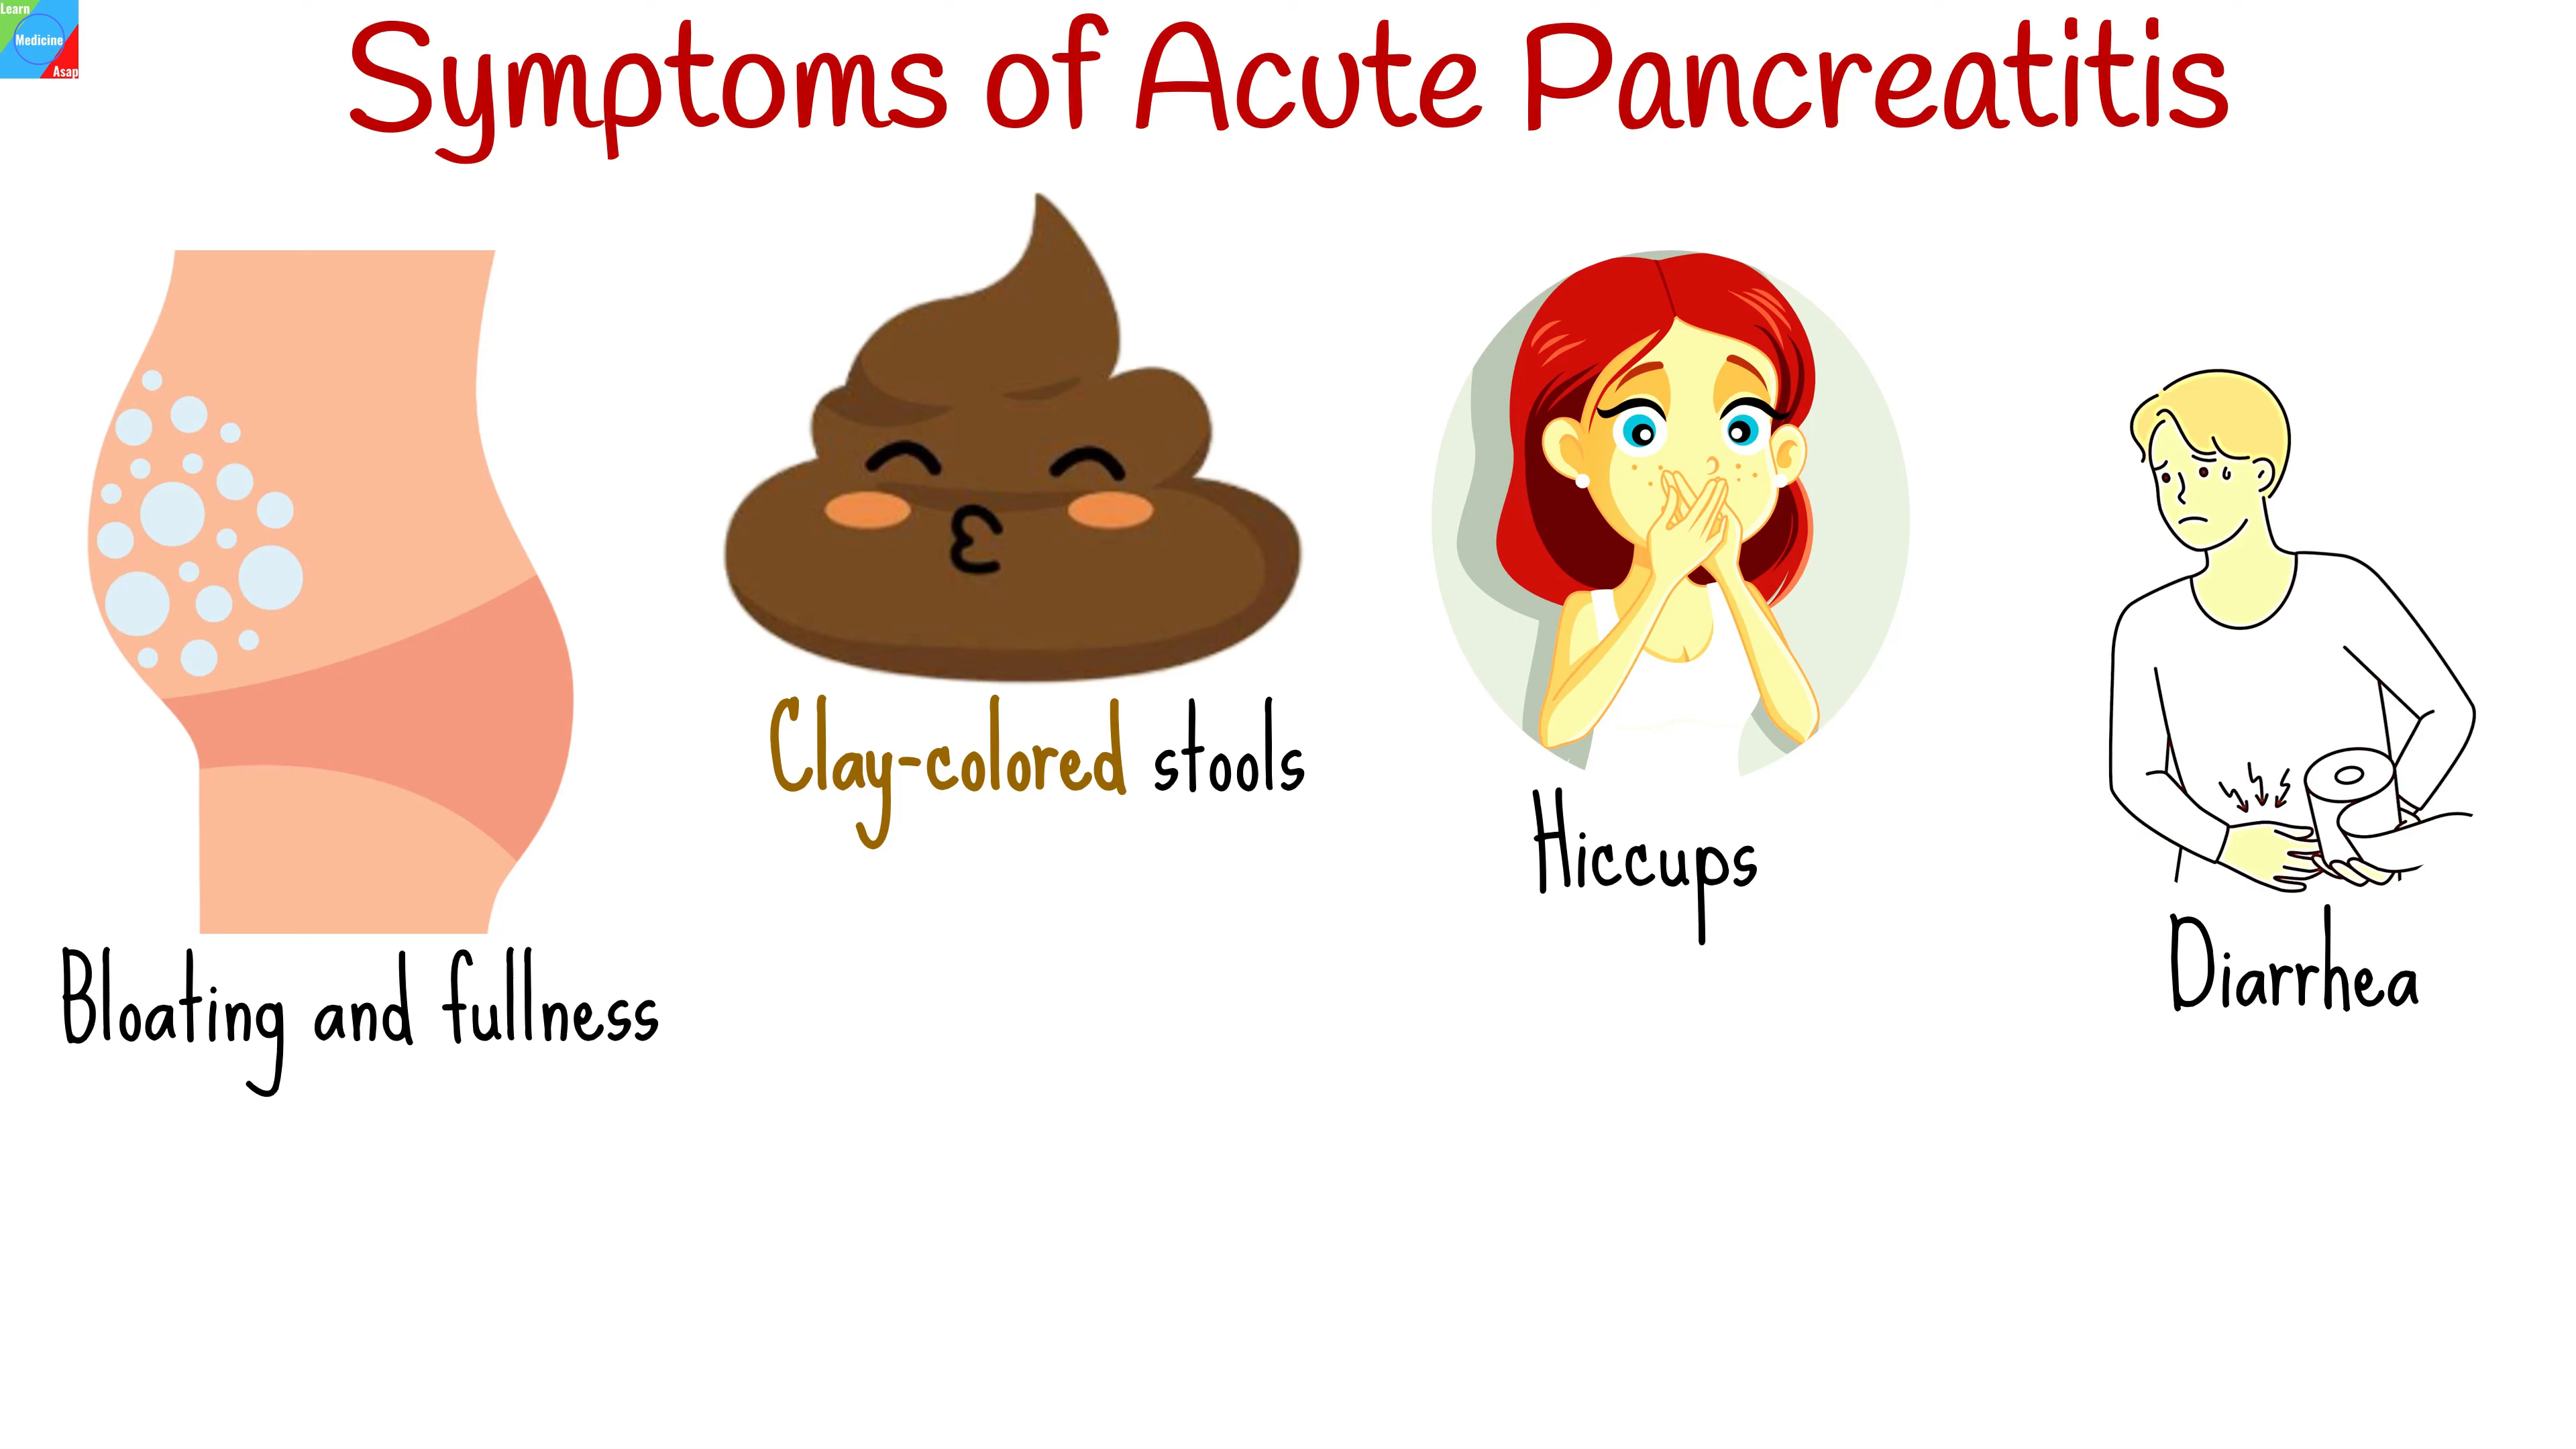 Learn
Medicine
Asap
Symptoms of Acute Pancreatitis
Clay-colored stools
Hiccups
Diarrhea
Bloating and fullness